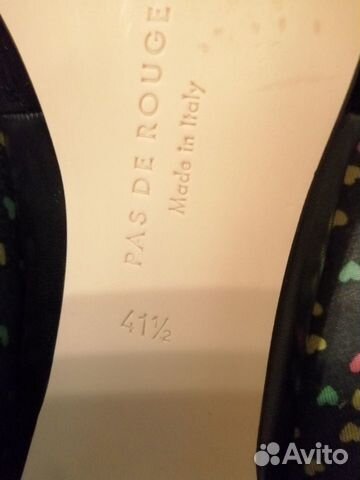 PAS DE ROUGE
Made in Italy
41½
Avito